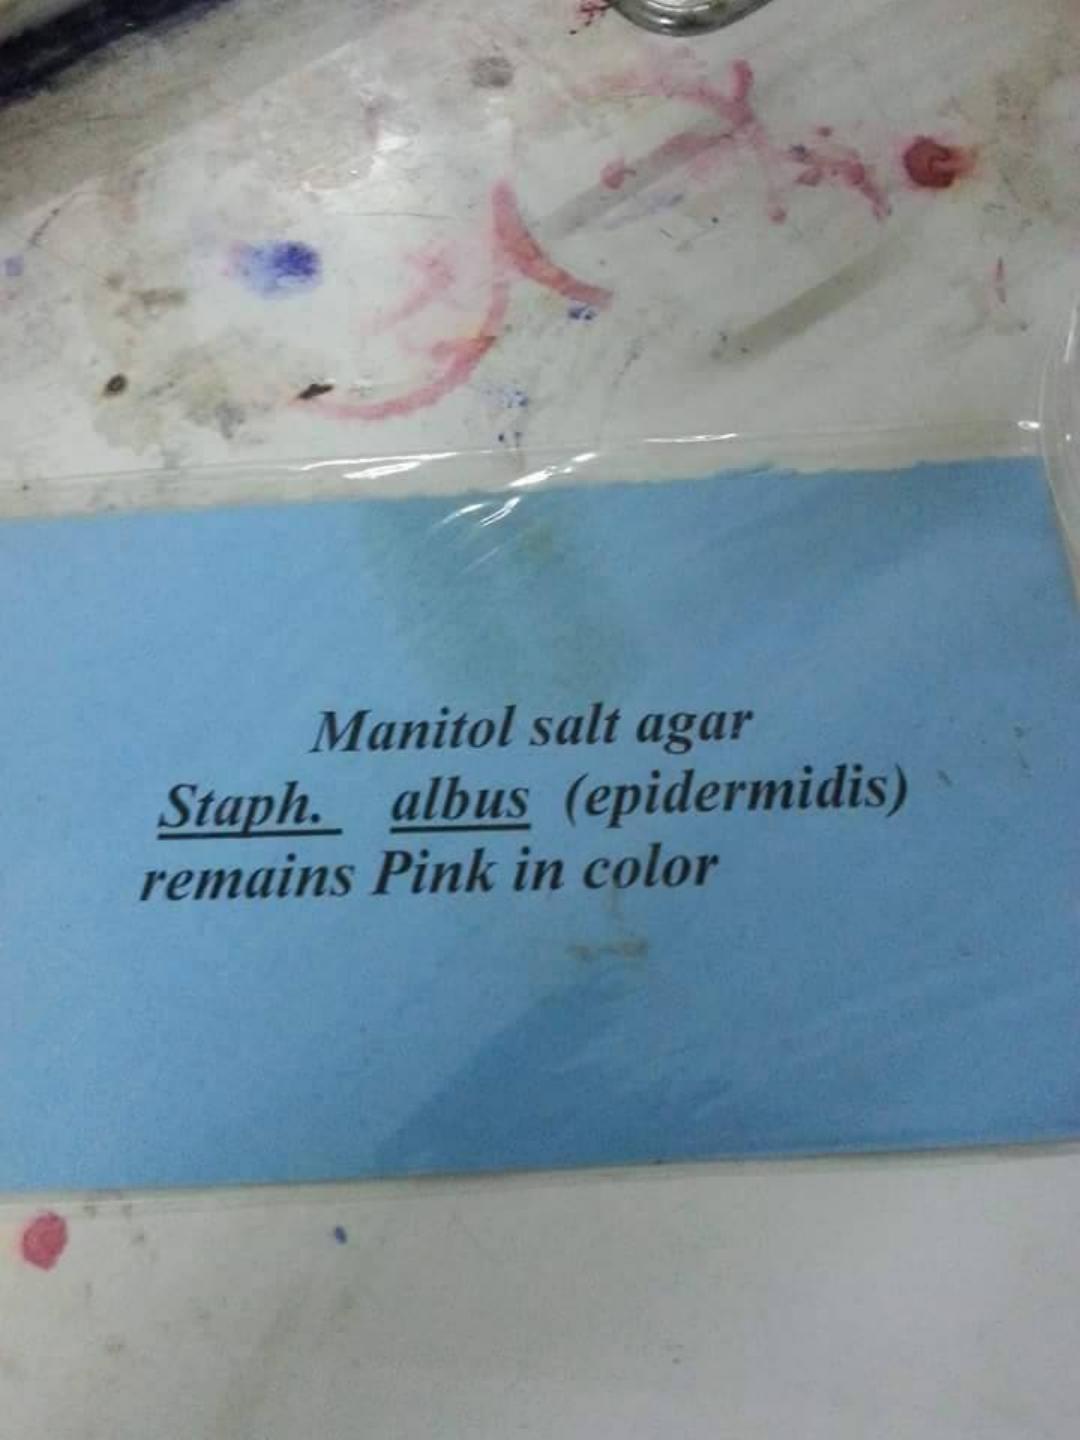 Manitol salt agar
Staph. albus (epidermidis)
remains Pink in color